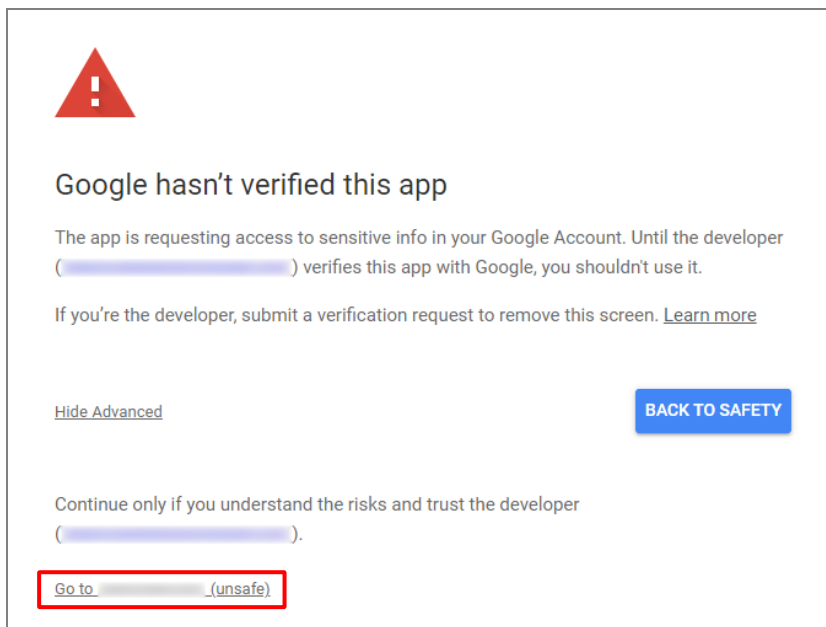 Google hasn't verified this app
The app is requesting access to sensitive info in your Google Account. Until the developer
( ) verifies this app with Google, you shouldn't use it.
If you're the developer, submit a verification request to remove this screen. Learn more
Hide Advanced
BACK TO SAFETY
Continue only if you understand the risks and trust the developer
( ).
Go to (unsafe)